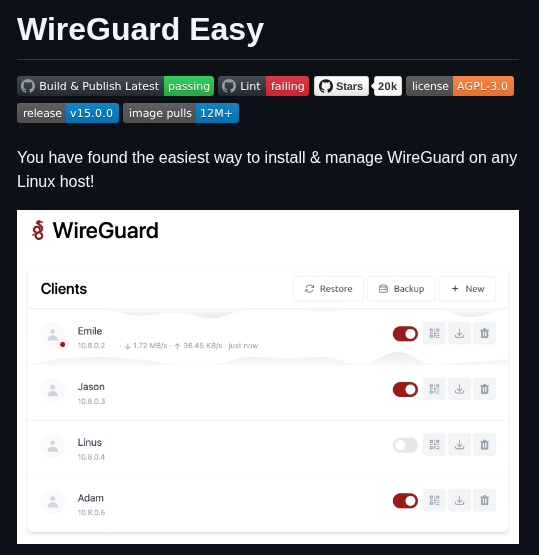 WireGuard Easy
Build & Publish Latest passing Lint failing Stars 20k license AGPL-3.0
release v15.0.0 image pulls 12M+
You have found the easiest way to install & manage WireGuard on any
Linux host!
WireGuard
Clients Restore Backup + New
Emile
10.8.0.2 · ↓ 1.72 MB/s · ↑ 36.45 KB/s · just now
Jason
10.8.0.3
Linus
10.8.0.4
Adam
10.8.0.5